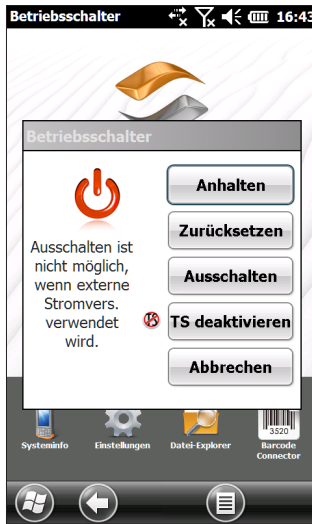 Betriebsschalter
16:43
Betriebsschalter
Ausschalten ist
nicht möglich,
wenn externe
Stromvers.
verwendet
wird.
Anhalten
Zurücksetzen
Ausschalten
TS
TS deaktivieren
Abbrechen
3520
Systeminfo
Einstellungen
Datei-Explorer
Barcode
Connector